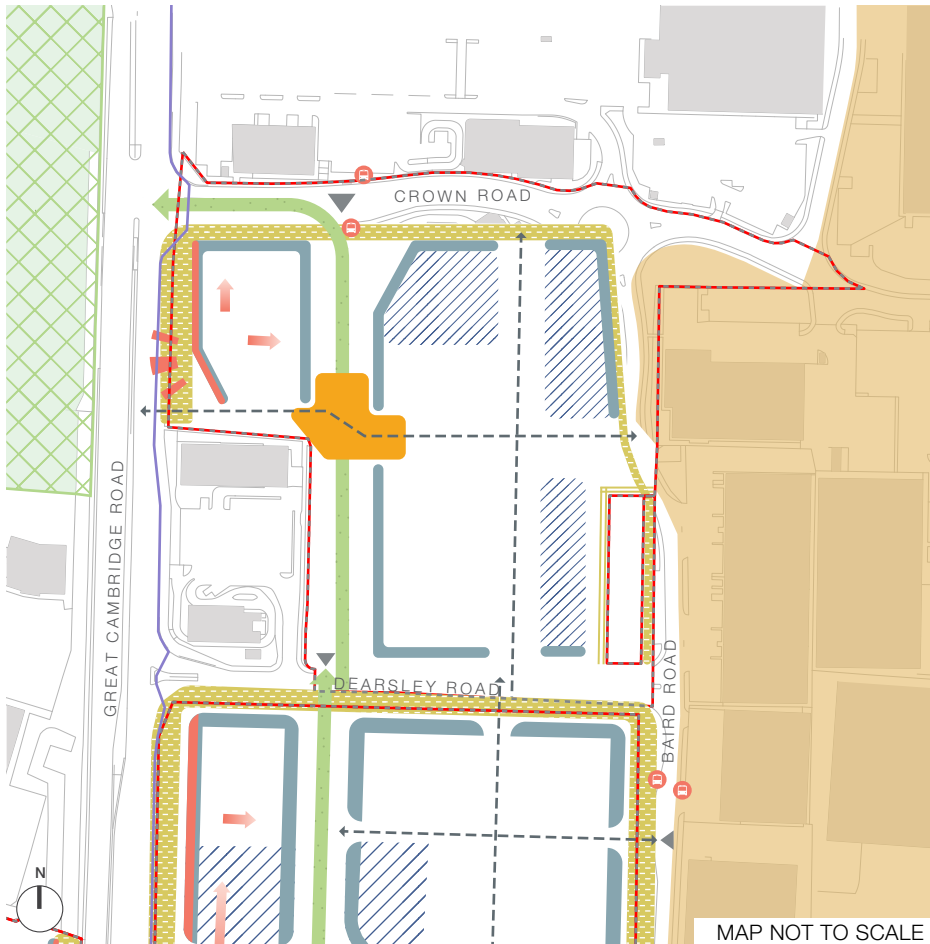 CROWN ROAD
GREAT CAMBRIDGE ROAD
DEARSLEY ROAD
BAIRD ROAD
N
MAP NOT TO SCALE